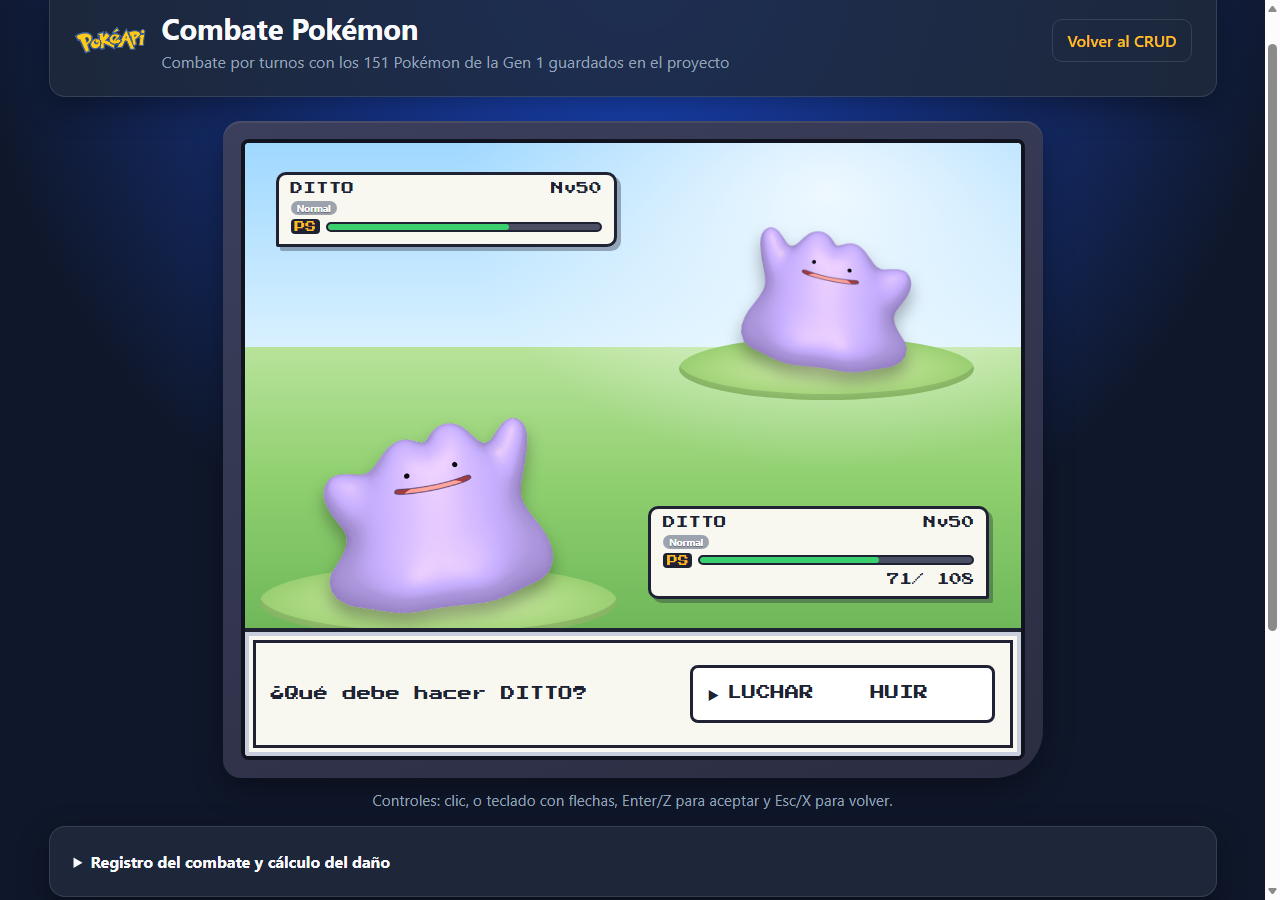 PokéAPI
Combate Pokémon
Combate por turnos con los 151 Pokémon de la Gen 1 guardados en el proyecto
Volver al CRUD
DITTO Nv50
Normal
PS
DITTO Nv50
Normal
PS
71/ 108
¿Qué debe hacer DITTO?
▶ LUCHAR HUIR
Controles: clic, o teclado con flechas, Enter/Z para aceptar y Esc/X para volver.
▶ Registro del combate y cálculo del daño